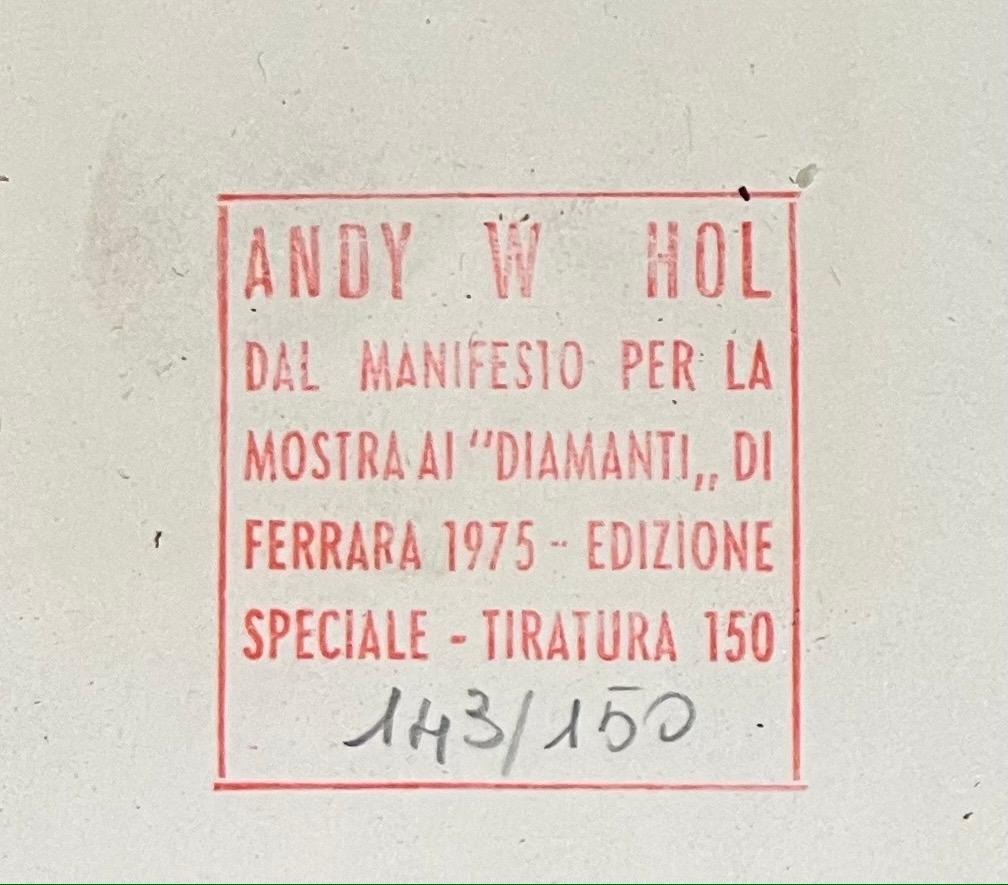 ANDY W HOL
DAL MANIFESTO PER LA
MOSTRA AI "DIAMANTI„ DI
FERRARA 1975 - EDIZIONE
SPECIALE - TIRATURA 150
143/150